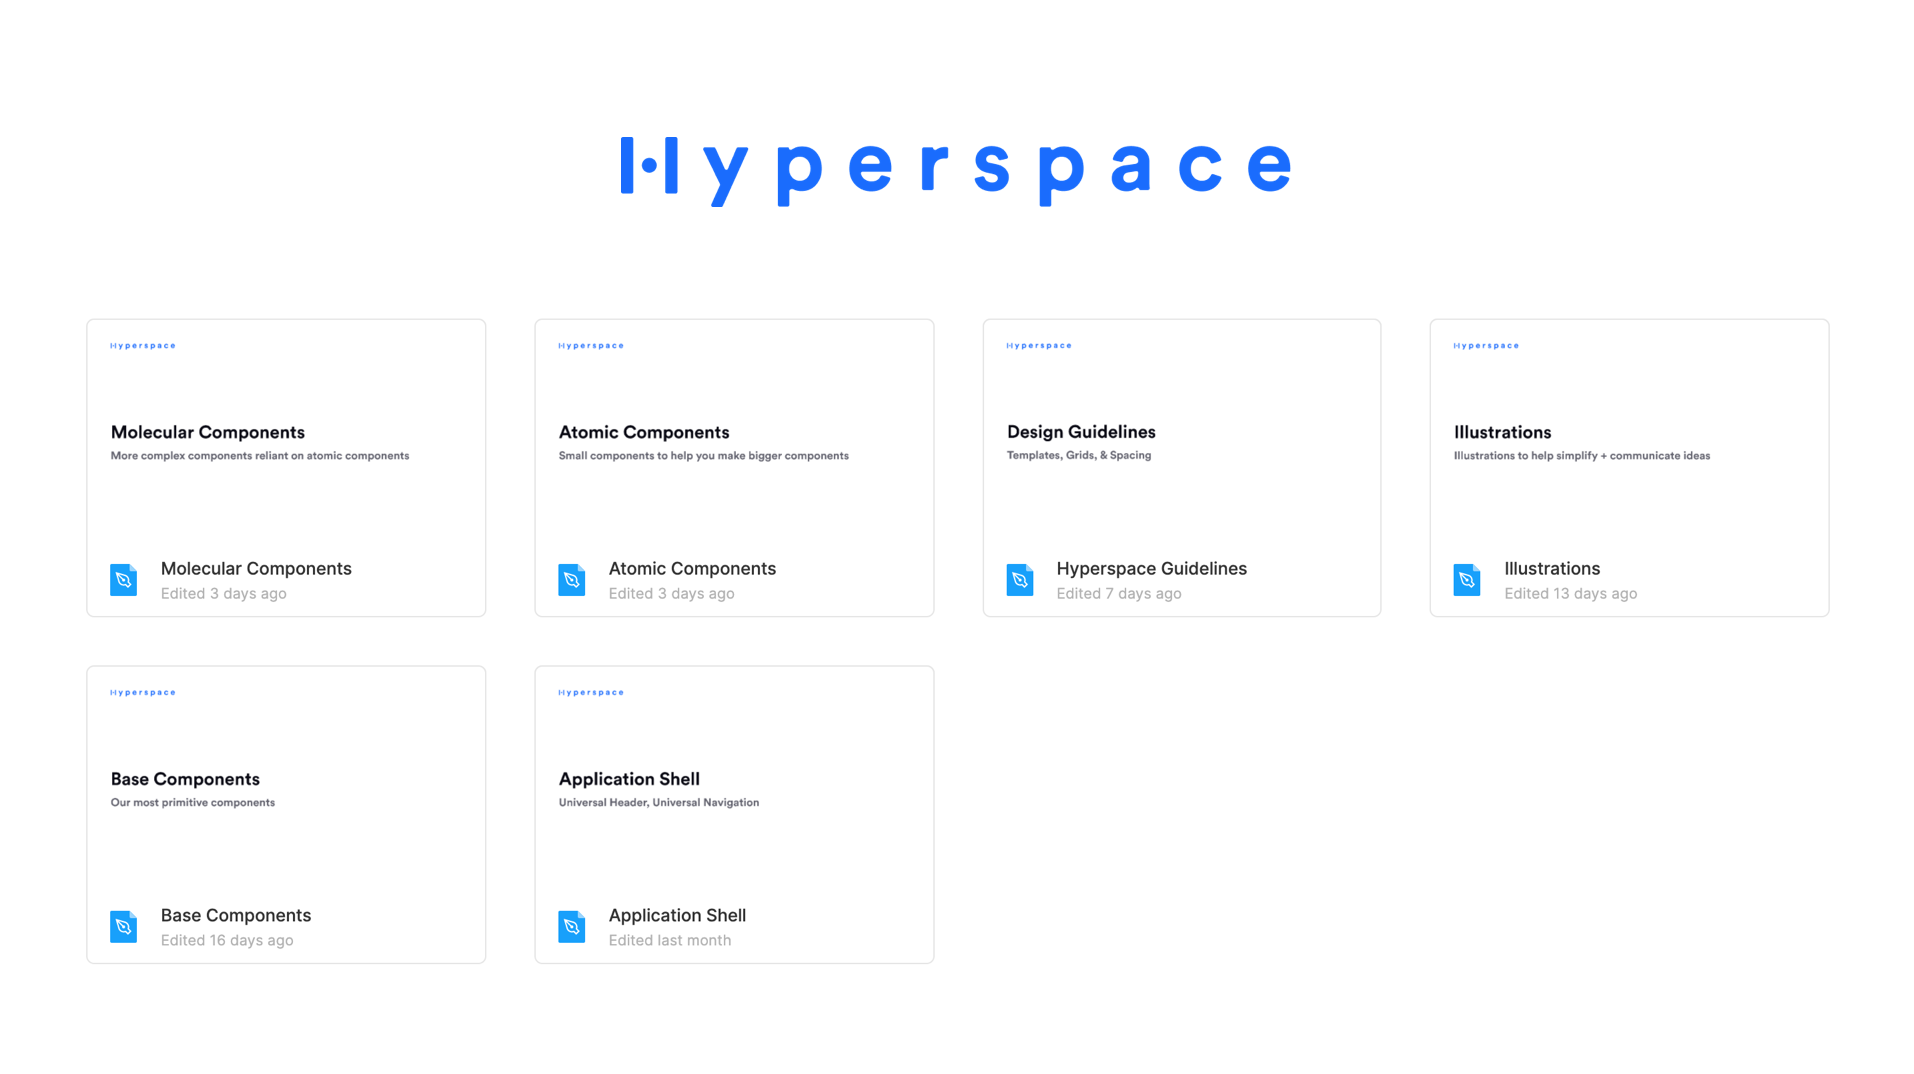 Hyperspace
Hyperspace
Molecular Components
More complex components reliant on atomic components
Molecular Components
Edited 3 days ago
Hyperspace
Atomic Components
Small components to help you make bigger components
Atomic Components
Edited 3 days ago
Hyperspace
Design Guidelines
Templates, Grids, & Spacing
Hyperspace Guidelines
Edited 7 days ago
Hyperspace
Illustrations
Illustrations to help simplify + communicate ideas
Illustrations
Edited 13 days ago
Hyperspace
Base Components
Our most primitive components
Base Components
Edited 16 days ago
Hyperspace
Application Shell
Universal Header, Universal Navigation
Application Shell
Edited last month